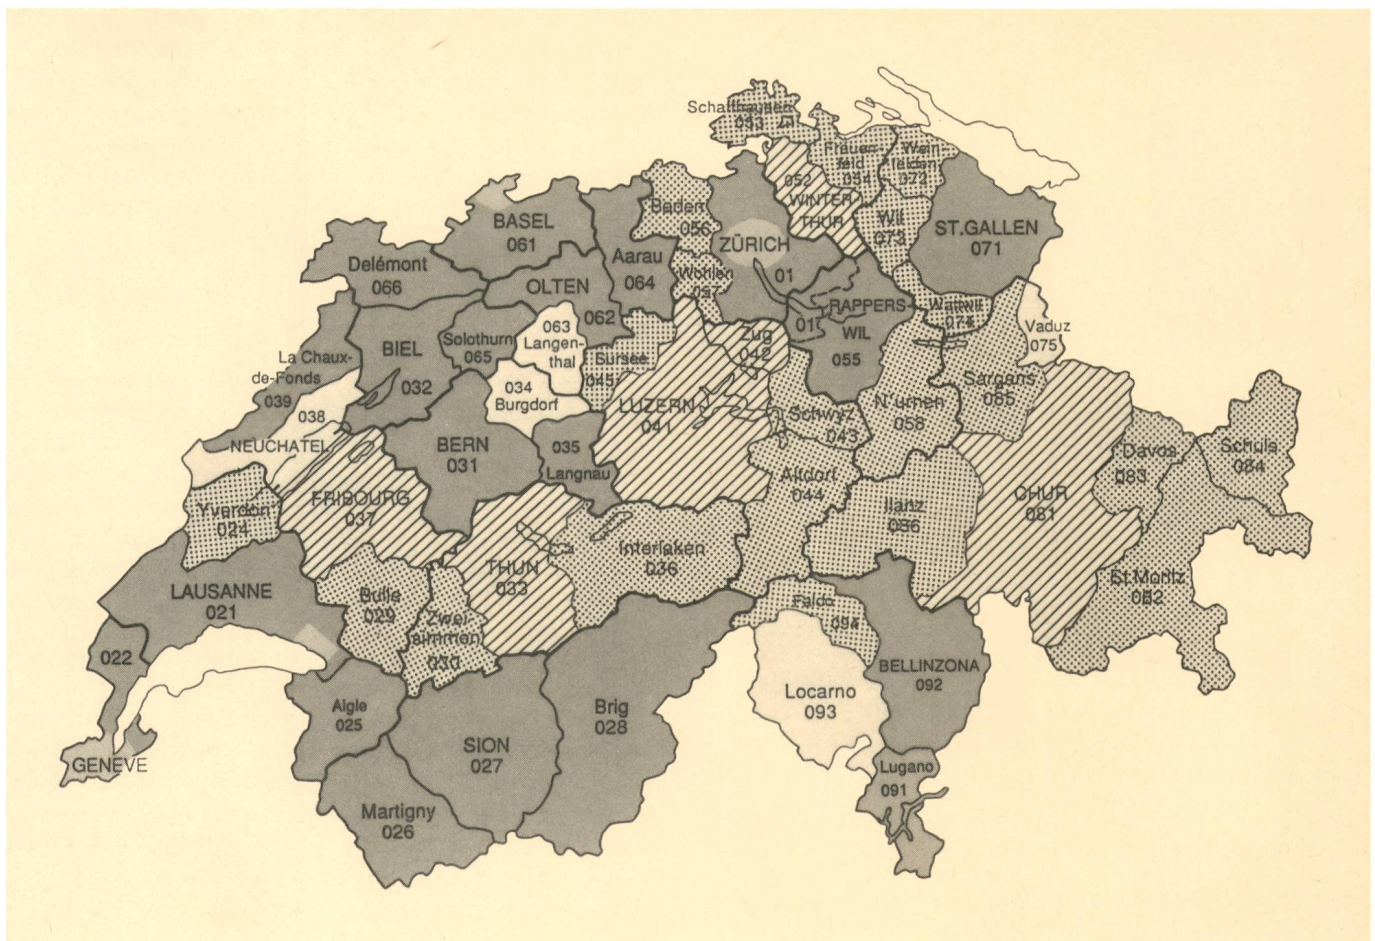 Schaffhausen
053
Frauen-
feld
054
Wein-
felden
072
052
WINTER
THUR
Baden
056
Wil
073
ST.GALLEN
071
BASEL
061
ZÜRICH
01
Aarau
064
Delémont
066
OLTEN
062
Wohlen
057
01
RAPPERS-
WIL
055
Wattwil
074
Vaduz
075
063
Langen-
thal
Solothurn
065
BIEL
032
Zug
042
Sursee
045
La Chaux-
de-Fonds
039
034
Burgdorf
Sargans
085
LUZERN
041
Schwyz
043
N'urnen
058
038
NEUCHATEL
BERN
031
035
Langnau
Davos
083
Schuls
084
Altdorf
044
Ilanz
086
CHUR
081
FRIBOURG
037
Yverdon
024
Interlaken
036
THUN
033
St.Moritz
082
LAUSANNE
021
Bulle
029
Zwei-
simmen
030
Faido
094
022
BELLINZONA
092
Locarno
093
Aigle
025
Brig
028
SION
027
GENEVE
Lugano
091
Martigny
026